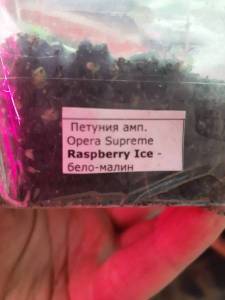 Петуния амп.
Opera Supreme
Raspberry Ice -
бело-малин